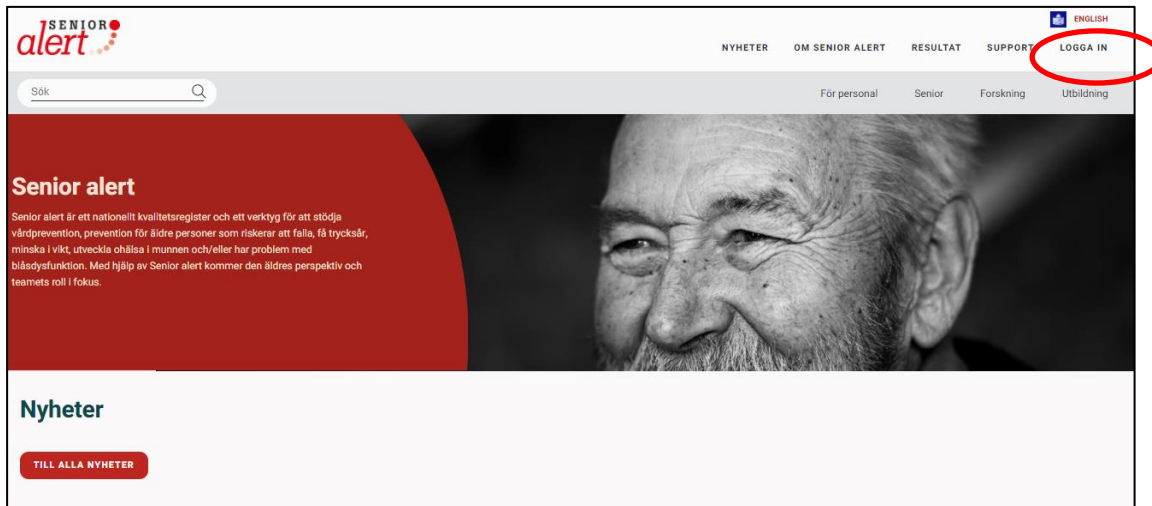 SENIOR
alert
ENGLISH
NYHETER OM SENIOR ALERT RESULTAT SUPPORT LOGGA IN
Sök
För personal Senior Forskning Utbildning
Senior alert
Senior alert är ett nationellt kvalitetsregister och ett verktyg för att stödja
vårdprevention, prevention för äldre personer som riskerar att falla, få trycksår,
minska i vikt, utveckla ohälsa i munnen och/eller har problem med
blåsdysfunktion. Med hjälp av Senior alert kommer den äldres perspektiv och
teamets roll i fokus.
Nyheter
TILL ALLA NYHETER